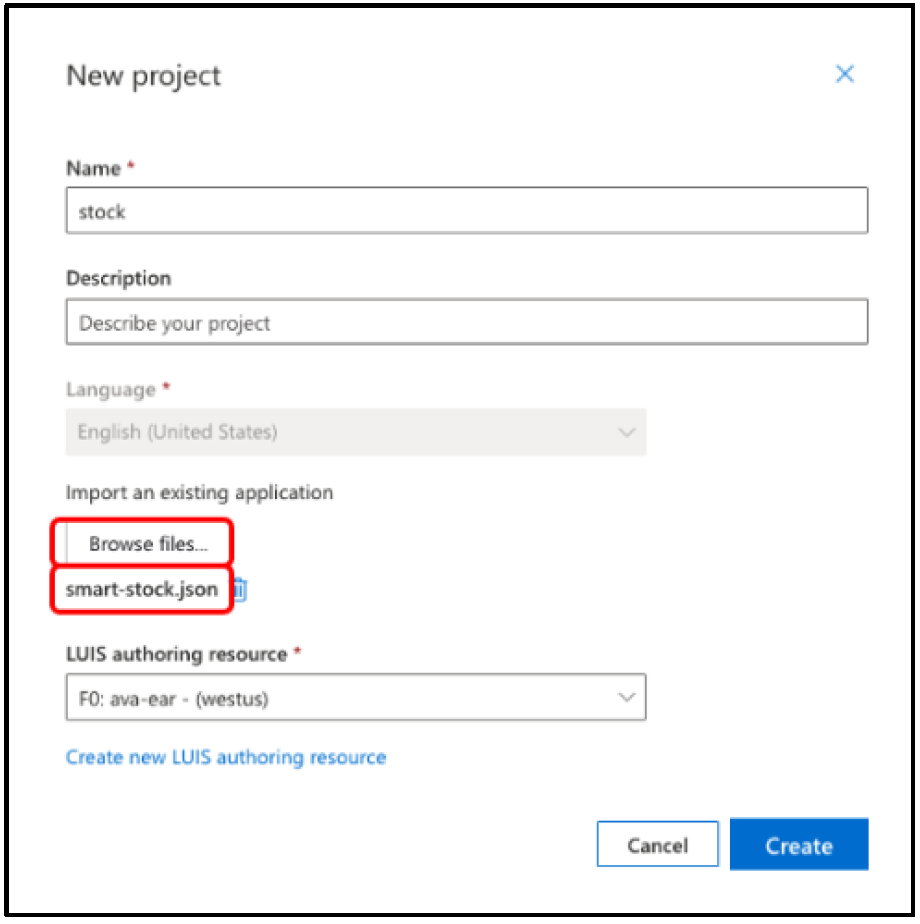 New project
Name *
stock
Description
Describe your project
Language *
English (United States)
Import an existing application
Browse files...
smart-stock.json
LUIS authoring resource *
F0: ava-ear - (westus)
Create new LUIS authoring resource
Cancel Create